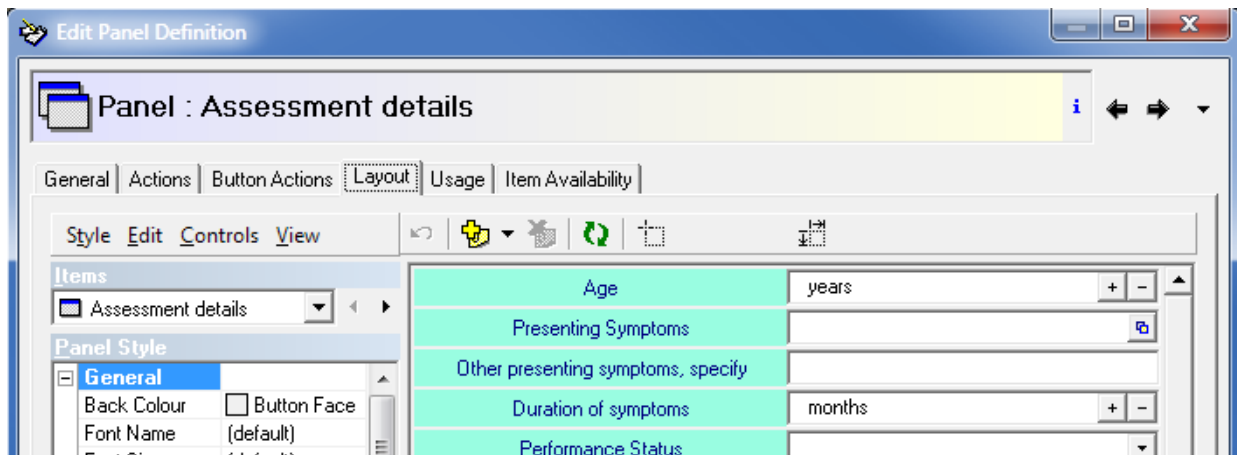 Edit Panel Definition
Panel : Assessment details
General Actions Button Actions Layout Usage Item Availability
Style Edit Controls View
Items
Assessment details
Panel Style
General
Back Colour Button Face
Font Name (default)
Age years + -
Presenting Symptoms
Other presenting symptoms, specify
Duration of symptoms months + -
Performance Status